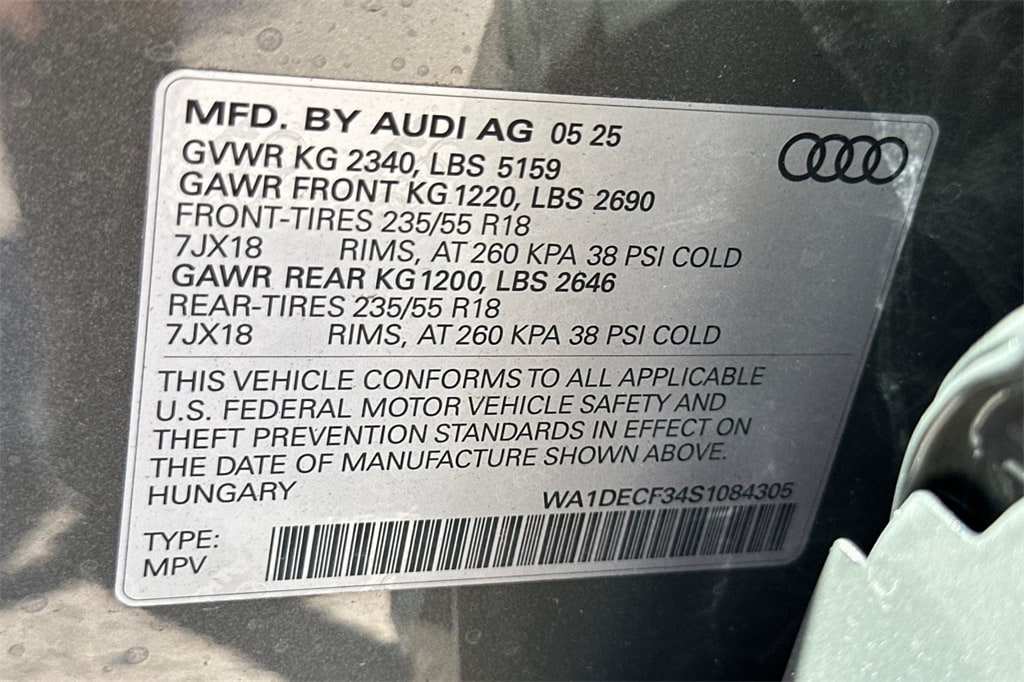 MFD. BY AUDI AG 05 25
GVWR KG 2340, LBS 5159
GAWR FRONT KG 1220, LBS 2690
FRONT-TIRES 235/55 R18
7JX18 RIMS, AT 260 KPA 38 PSI COLD
GAWR REAR KG 1200, LBS 2646
REAR-TIRES 235/55 R18
7JX18 RIMS, AT 260 KPA 38 PSI COLD
THIS VEHICLE CONFORMS TO ALL APPLICABLE
U.S. FEDERAL MOTOR VEHICLE SAFETY AND
THEFT PREVENTION STANDARDS IN EFFECT ON
THE DATE OF MANUFACTURE SHOWN ABOVE.
HUNGARY WA1DECF34S1084305
TYPE:
MPV